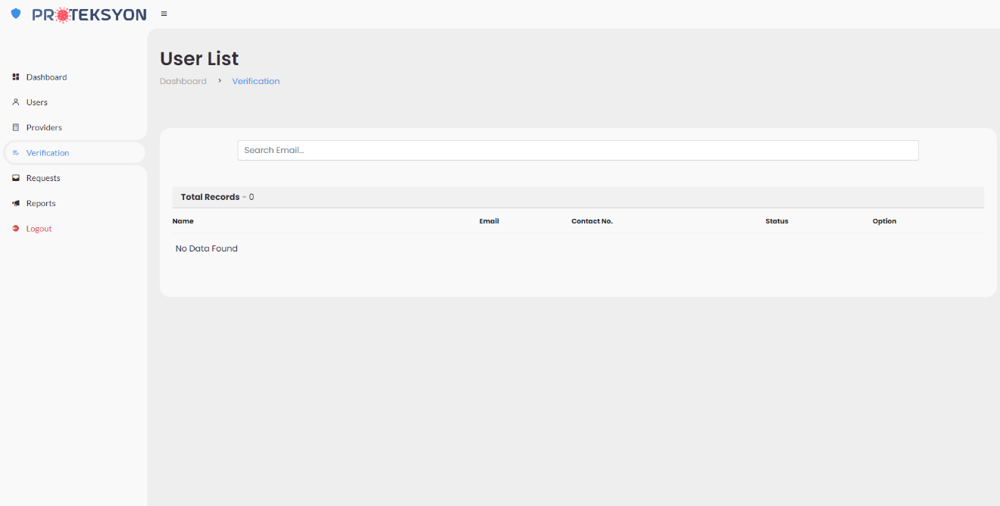 PROTEKSYON
User List
Dashboard > Verification
Dashboard
Users
Providers
Verification
Requests
Reports
Logout
Search Email...
Total Records - 0
Name Email Contact No. Status Option
No Data Found